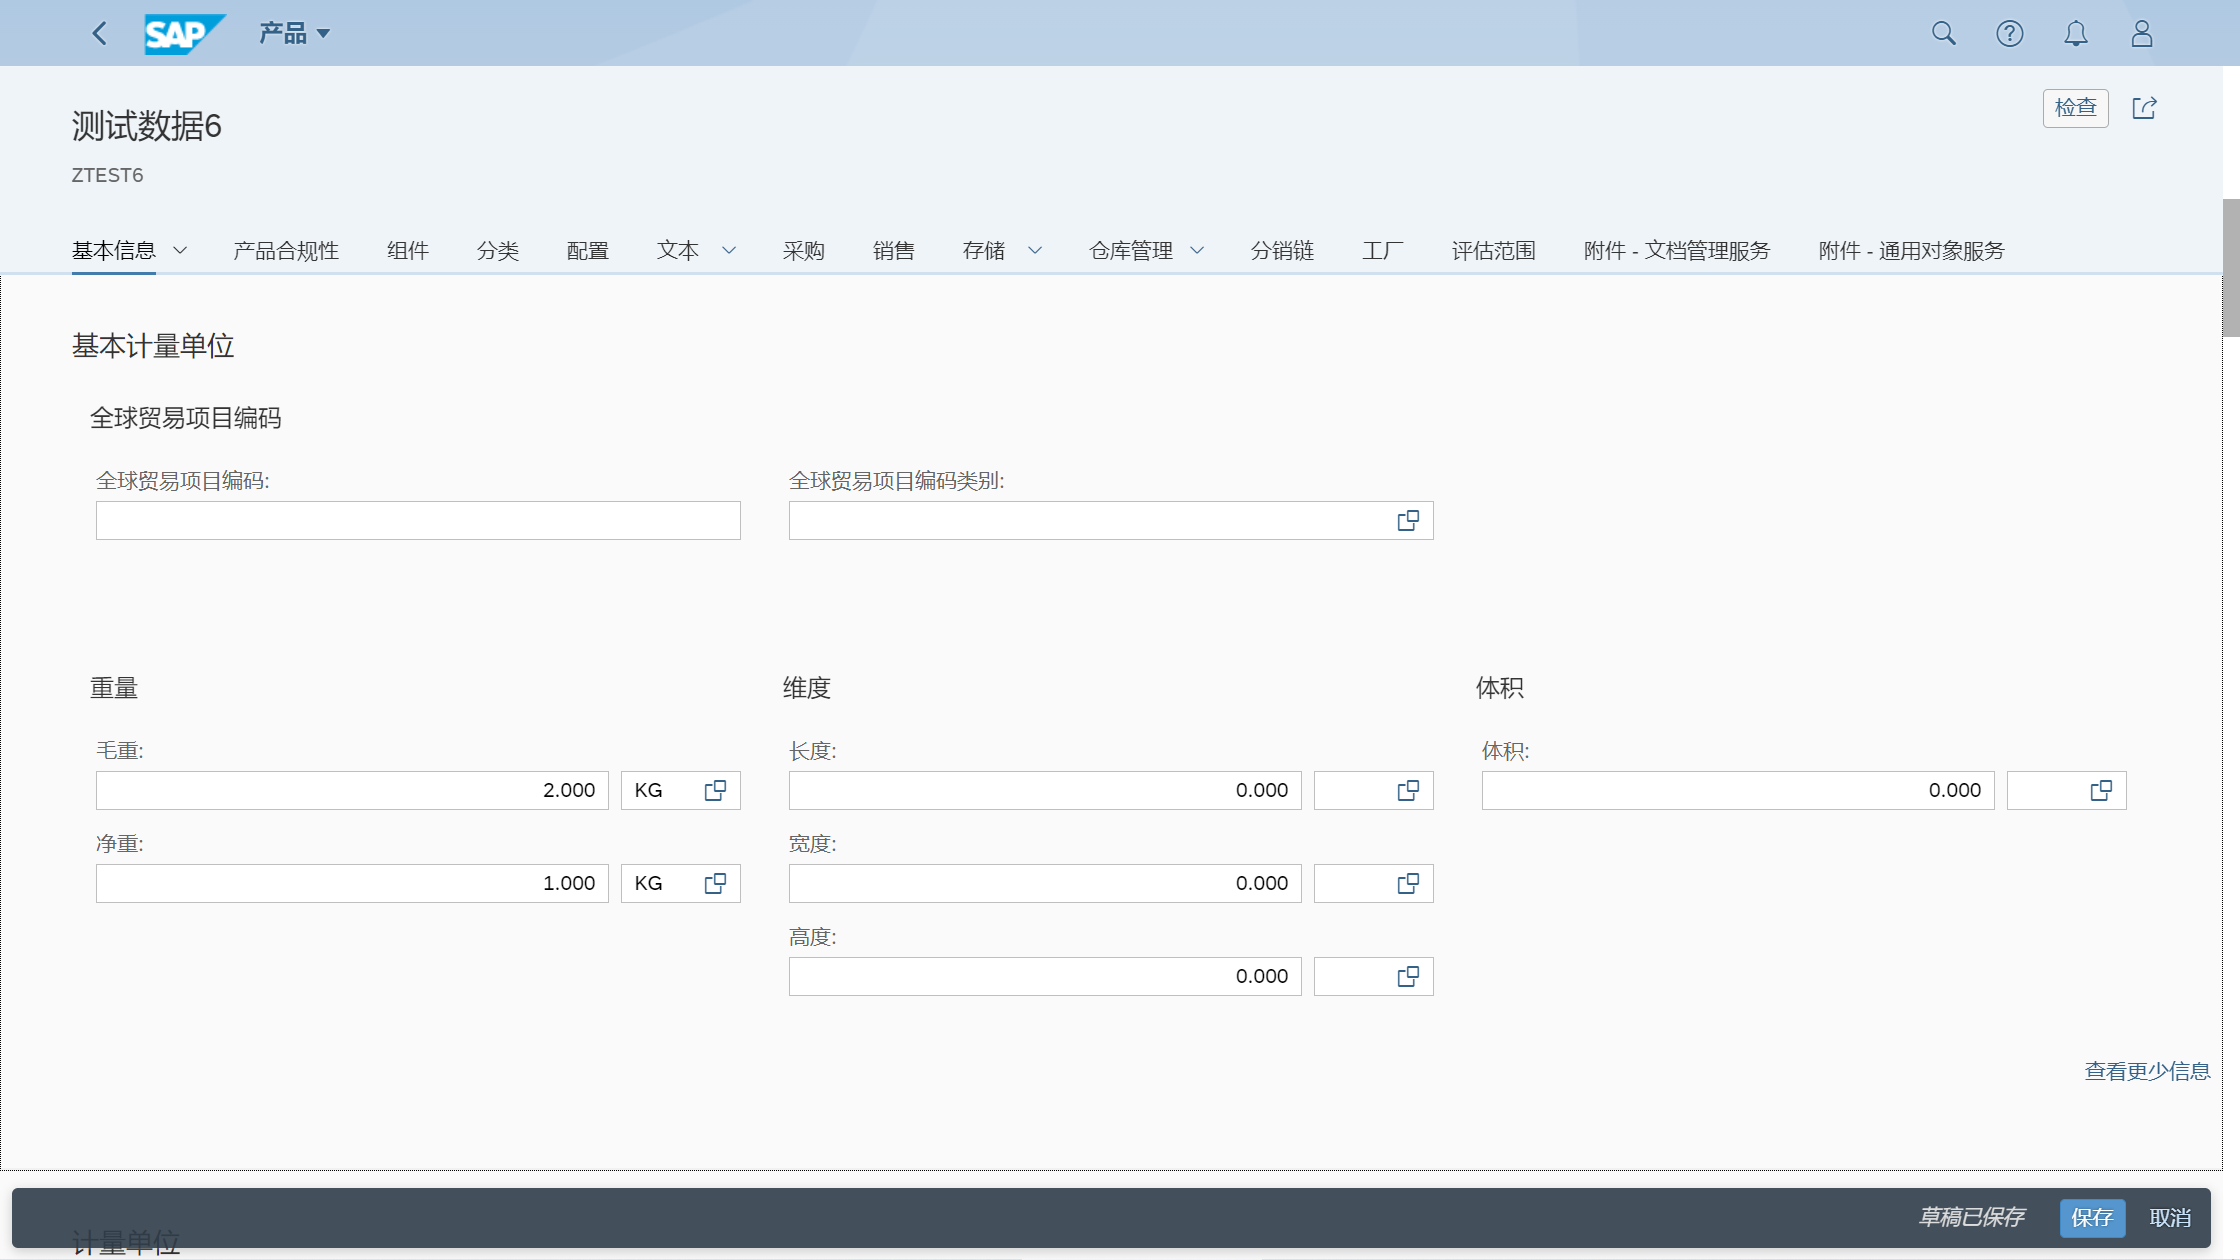 SAP 产品
测试数据6
ZTEST6
检查
基本信息 产品合规性 组件 分类 配置 文本 采购 销售 存储 仓库管理 分销链 工厂 评估范围 附件 - 文档管理服务 附件 - 通用对象服务
基本计量单位
全球贸易项目编码
全球贸易项目编码: 全球贸易项目编码类别:
重量 维度 体积
毛重: 长度: 体积:
2.000 KG 0.000 0.000
净重: 宽度:
1.000 KG 0.000
高度:
0.000
查看更少信息
草稿已保存 保存 取消
计量单位